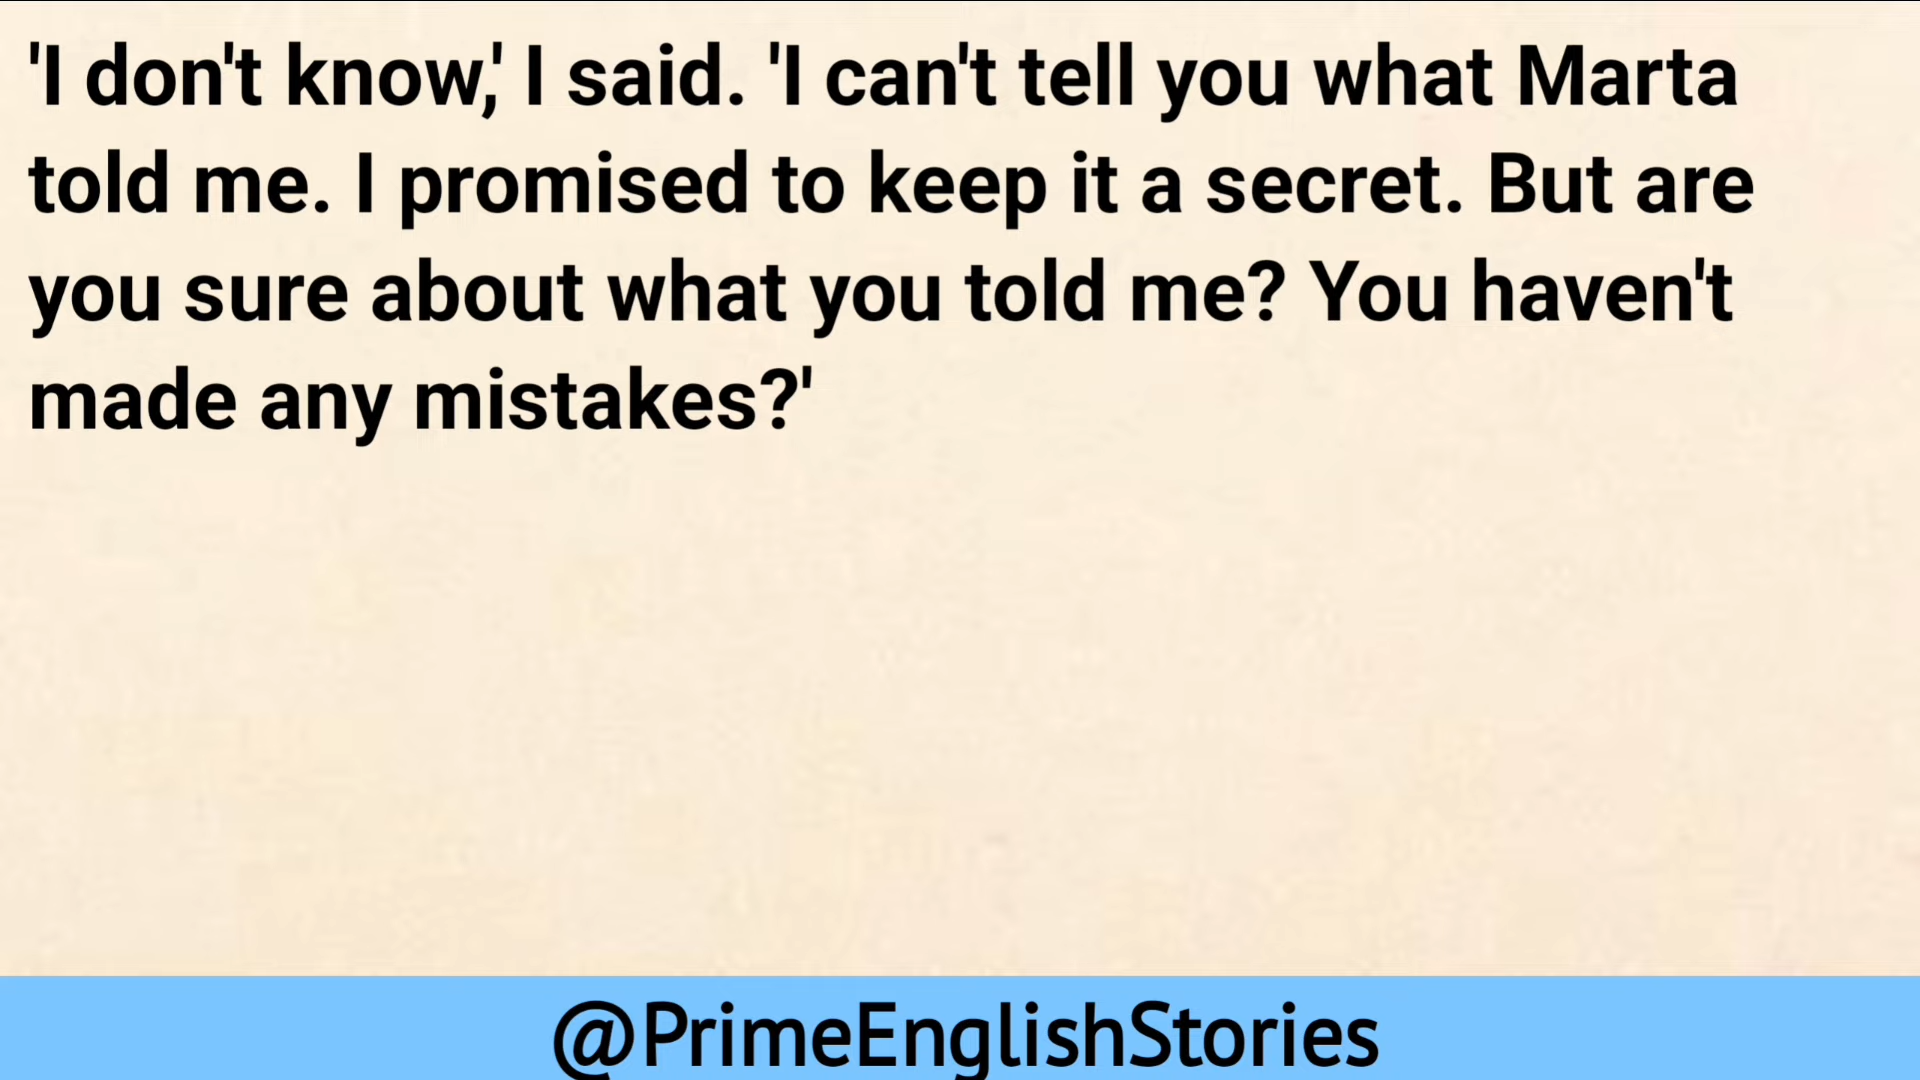 'I don't know,' I said. 'I can't tell you what Marta
told me. I promised to keep it a secret. But are
you sure about what you told me? You haven't
made any mistakes?'
@PrimeEnglishStories